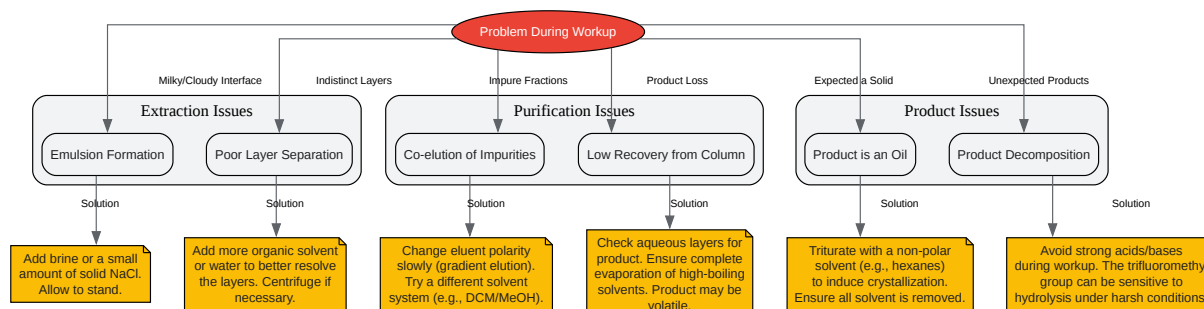 Problem During Workup
Milky/Cloudy Interface
Indistinct Layers
Impure Fractions
Product Loss
Expected a Solid
Unexpected Products
Extraction Issues
Purification Issues
Product Issues
Emulsion Formation
Poor Layer Separation
Co-elution of Impurities
Low Recovery from Column
Product is an Oil
Product Decomposition
Solution
Solution
Solution
Solution
Solution
Solution
Add brine or a small
amount of solid NaCl.
Allow to stand.
Add more organic solvent
or water to better resolve
the layers. Centrifuge if
necessary.
Change eluent polarity
slowly (gradient elution).
Try a different solvent
system (e.g., DCM/MeOH).
Check aqueous layers for
product. Ensure complete
evaporation of high-boiling
solvents. Product may be
volatile.
Triturate with a non-polar
solvent (e.g., hexanes)
to induce crystallization.
Ensure all solvent is removed.
Avoid strong acids/bases
during workup. The trifluoromethy
group can be sensitive to
hydrolysis under harsh conditions